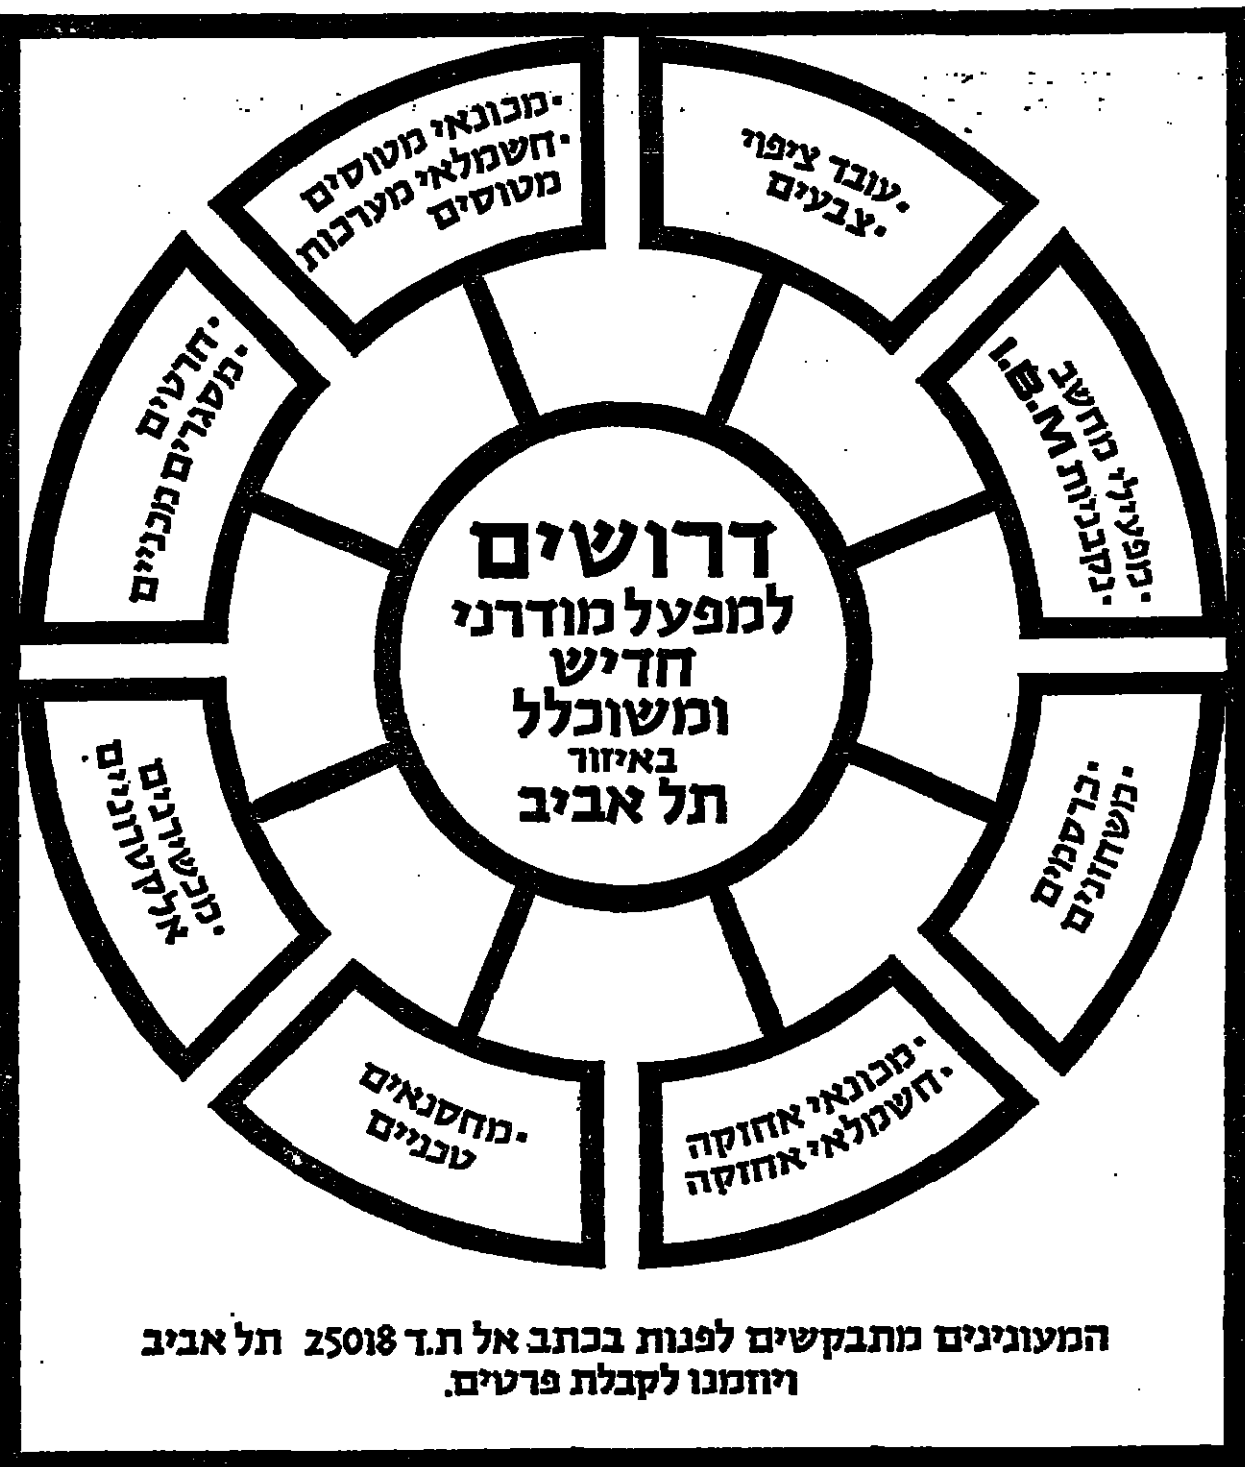 דרושים
למפעל מודרני
חדיש
ומשוכלל
באיזור
תל אביב
•עובד ציפוי
•צבעים
•מפעילי מחשב
•נקבניות I.B.M
•משחזנים
•כרסמים
•מכונאי אחזקה
•חשמלאי אחזקה
•מחסנאים
טכניים
•מכשירנים
אלקטרוניים
•חרטים
•מסגרים מכניים
•מכונאי מטוסים
•חשמלאי מערכות
מטוסים
המעונינים מתבקשים לפנות בכתב אל ת.ד 25018 תל אביב
ויוזמנו לקבלת פרטים.